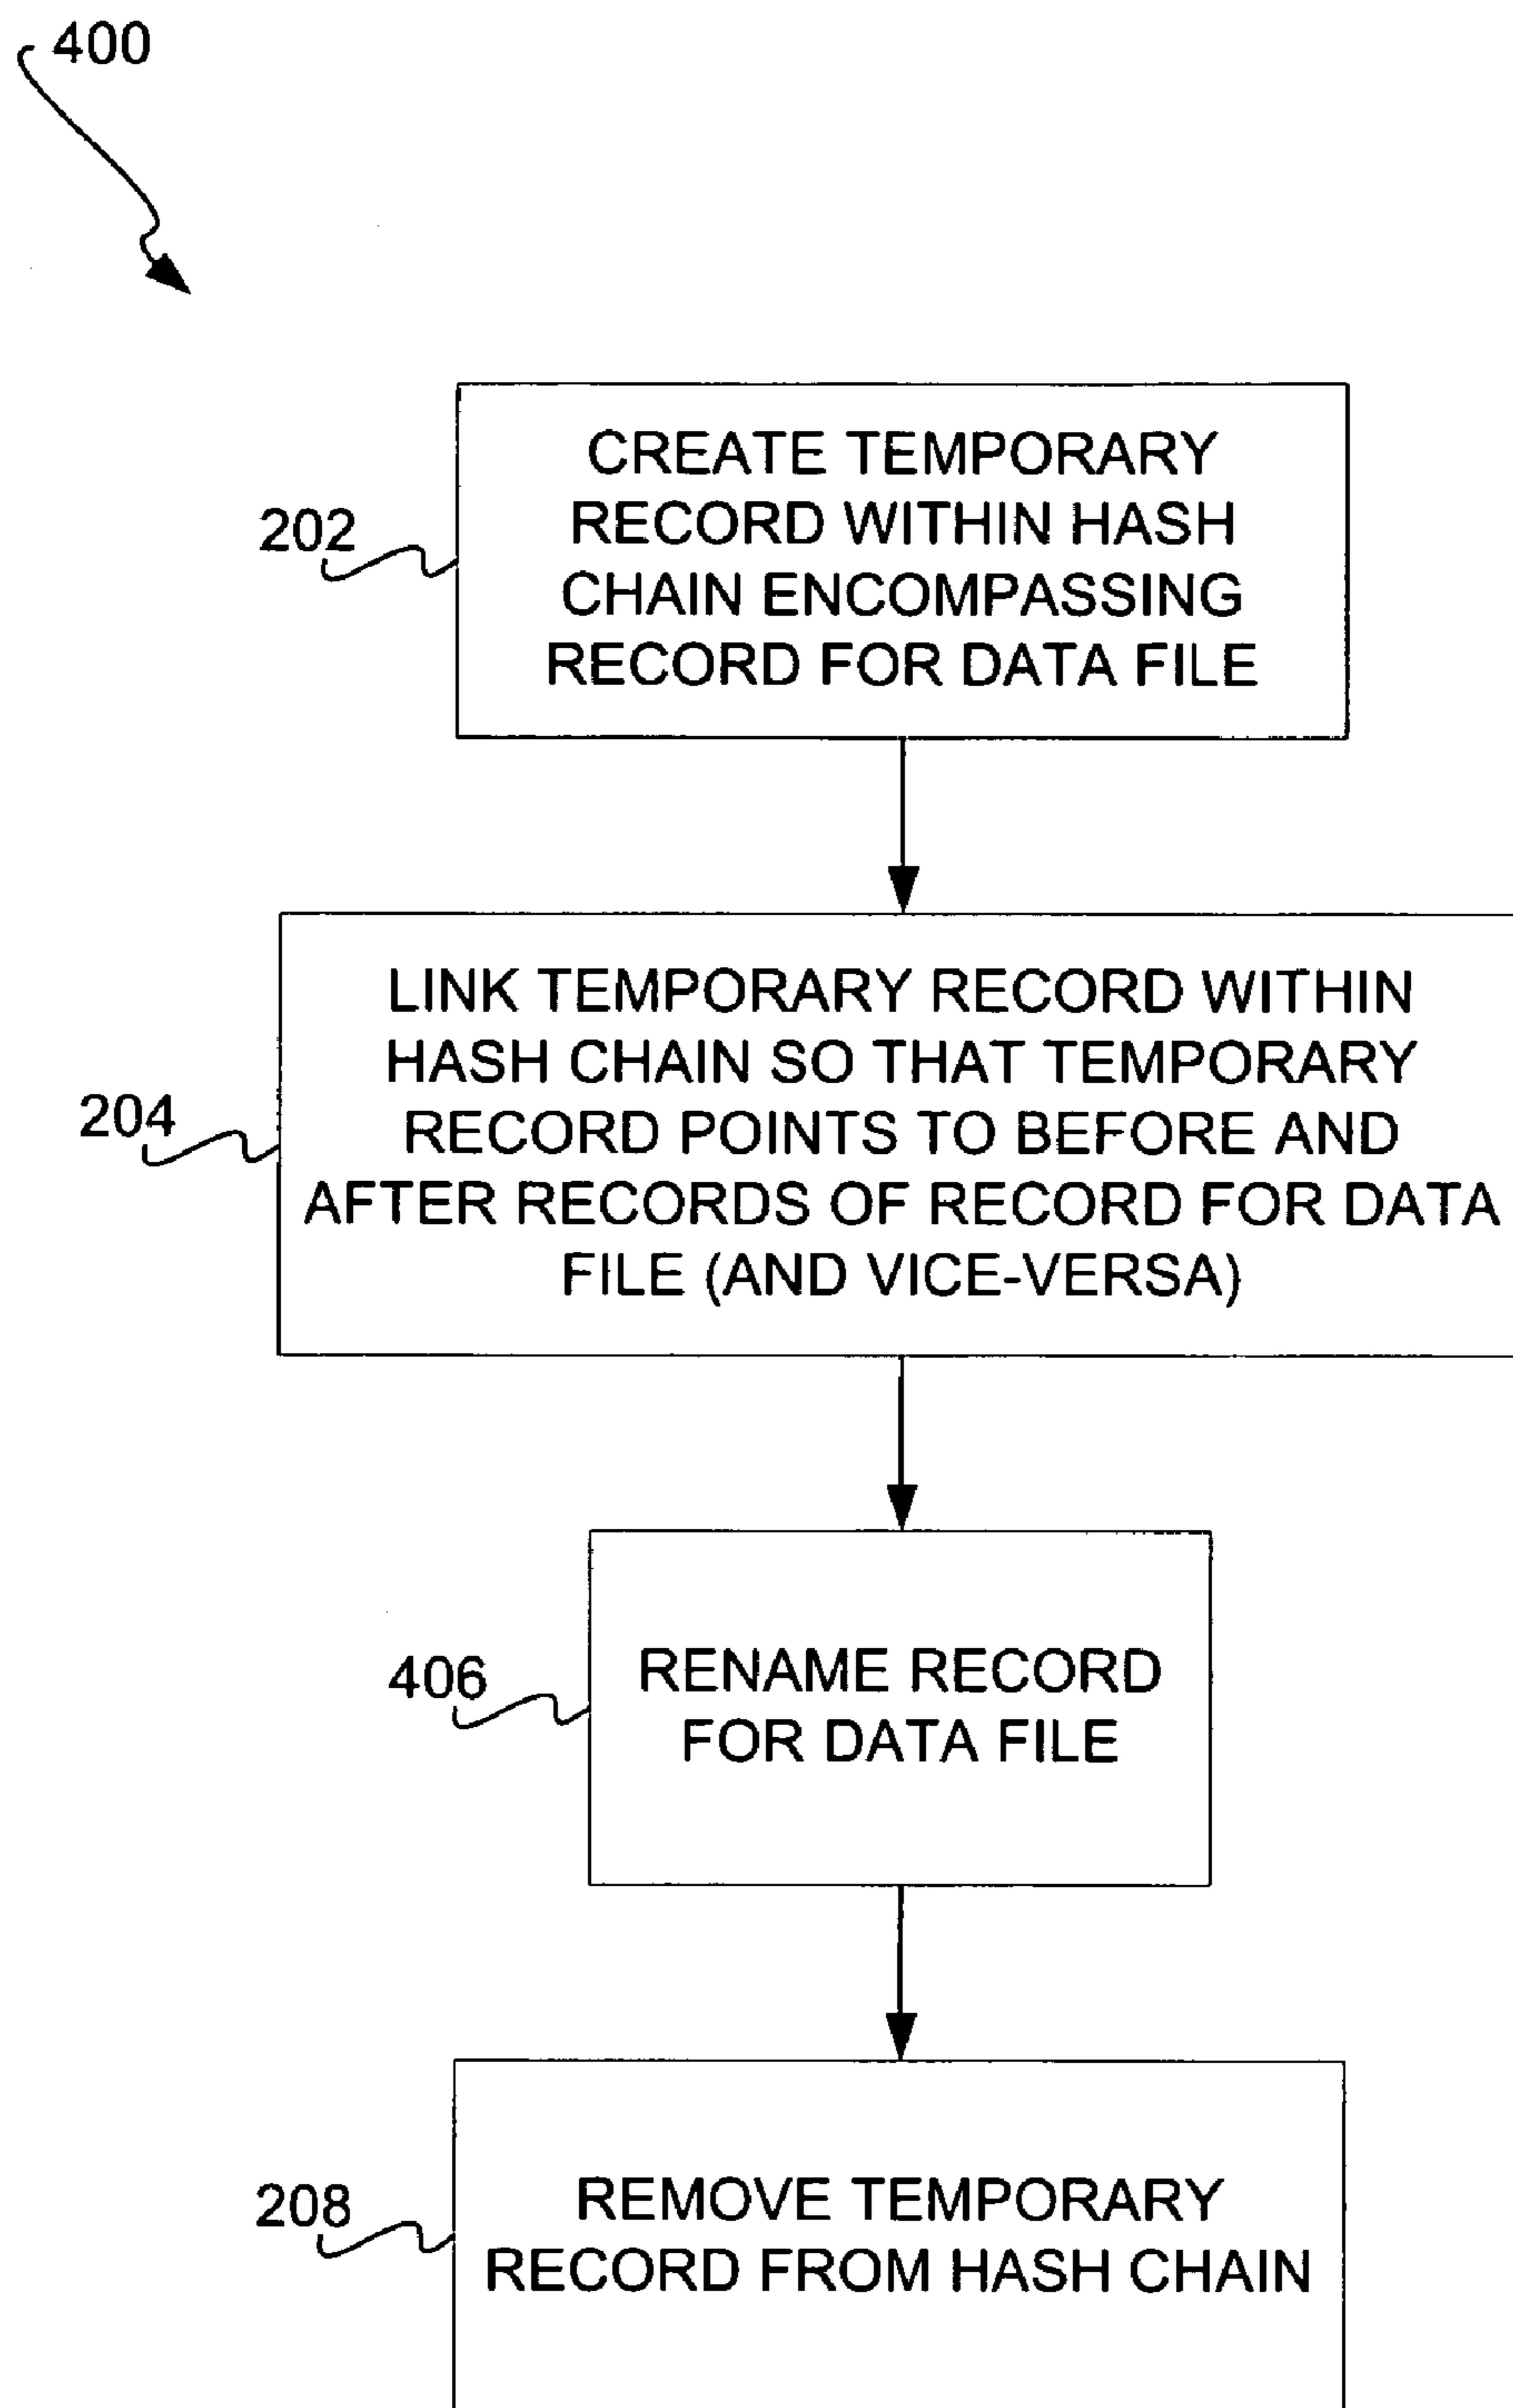 400
CREATE TEMPORARY
RECORD WITHIN HASH
CHAIN ENCOMPASSING
RECORD FOR DATA FILE
202
LINK TEMPORARY RECORD WITHIN
HASH CHAIN SO THAT TEMPORARY
RECORD POINTS TO BEFORE AND
AFTER RECORDS OF RECORD FOR DATA
FILE (AND VICE-VERSA)
204
RENAME RECORD
FOR DATA FILE
406
REMOVE TEMPORARY
RECORD FROM HASH CHAIN
208